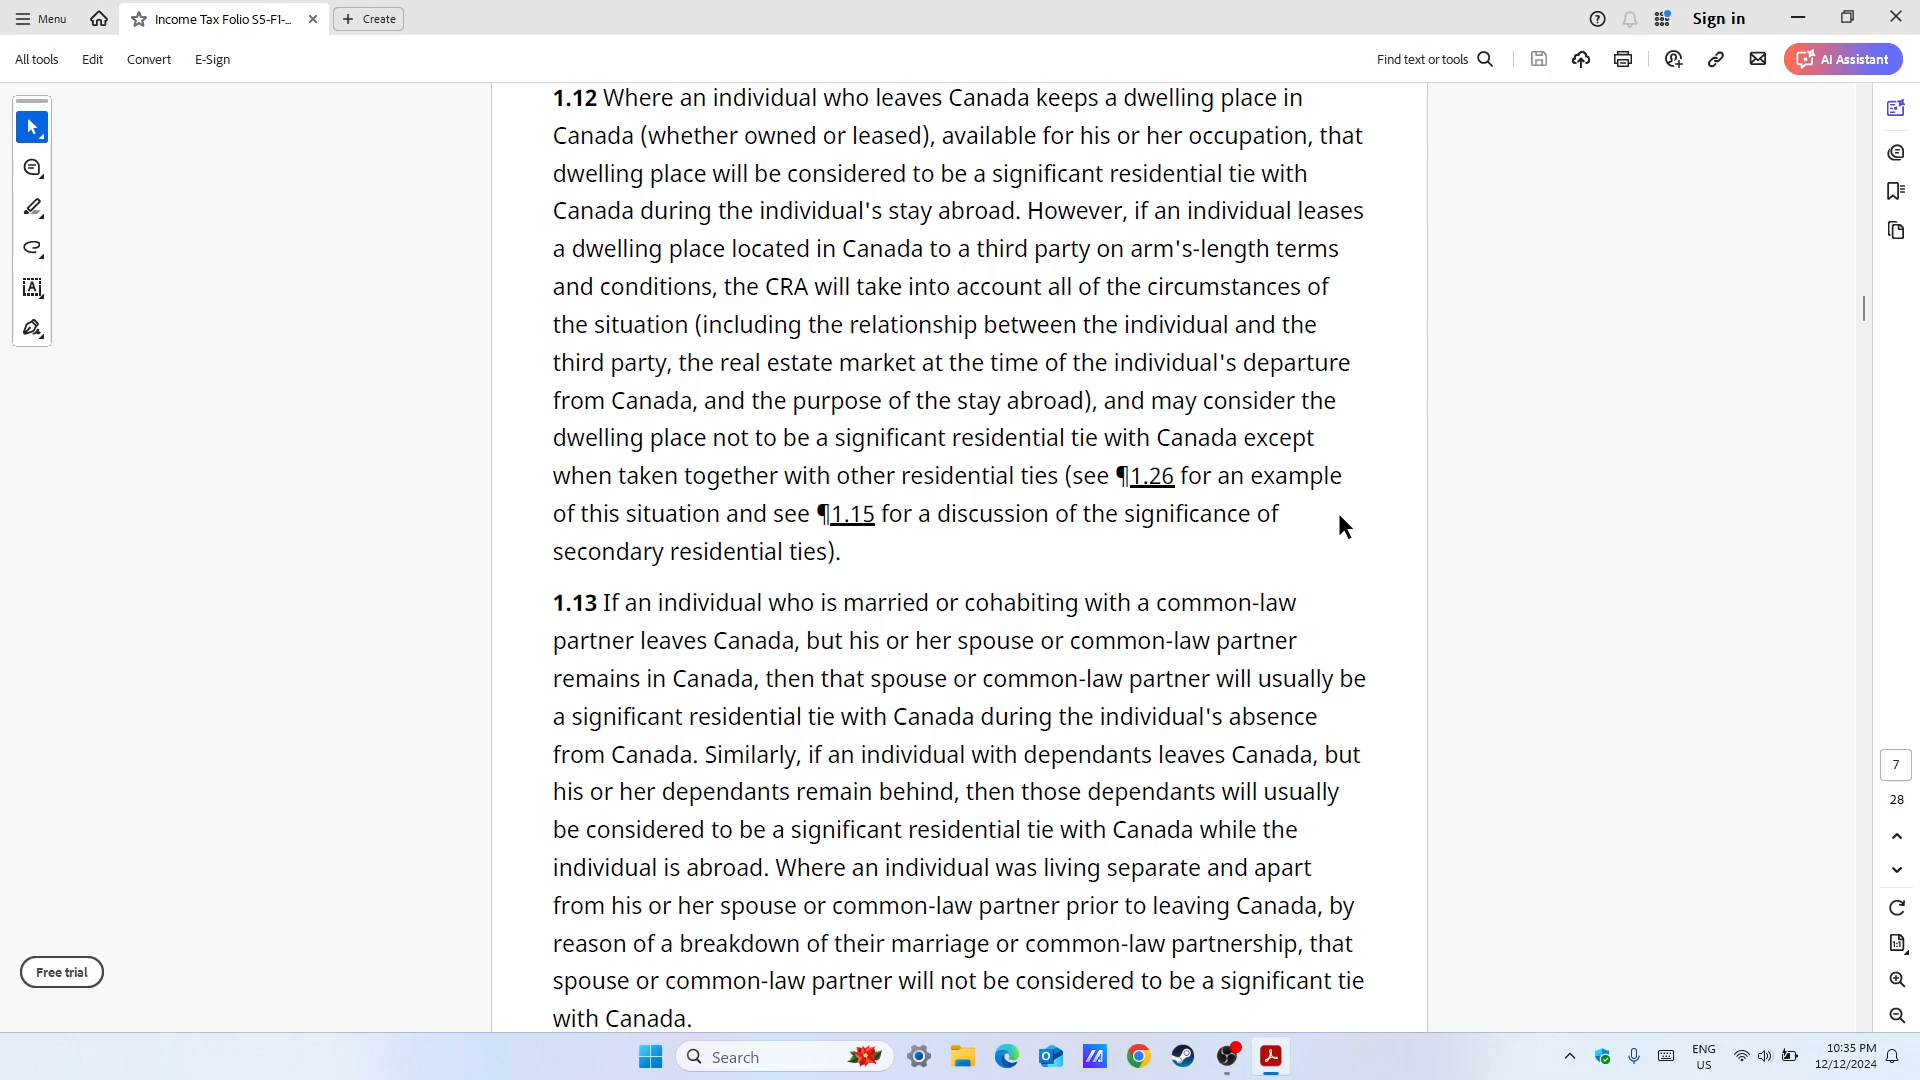 Menu
Income Tax Folio S5-F1-...
Create
Sign in
All tools
Edit
Convert
E-Sign
Find text or tools
AI Assistant
1.12 Where an individual who leaves Canada keeps a dwelling place in
Canada (whether owned or leased), available for his or her occupation, that
dwelling place will be considered to be a significant residential tie with
Canada during the individual's stay abroad. However, if an individual leases
a dwelling place located in Canada to a third party on arm's-length terms
and conditions, the CRA will take into account all of the circumstances of
the situation (including the relationship between the individual and the
third party, the real estate market at the time of the individual's departure
from Canada, and the purpose of the stay abroad), and may consider the
dwelling place not to be a significant residential tie with Canada except
when taken together with other residential ties (see ¶1.26 for an example
of this situation and see ¶1.15 for a discussion of the significance of
secondary residential ties).
1.13 If an individual who is married or cohabiting with a common-law
partner leaves Canada, but his or her spouse or common-law partner
remains in Canada, then that spouse or common-law partner will usually be
a significant residential tie with Canada during the individual's absence
from Canada. Similarly, if an individual with dependants leaves Canada, but
his or her dependants remain behind, then those dependants will usually
be considered to be a significant residential tie with Canada while the
individual is abroad. Where an individual was living separate and apart
from his or her spouse or common-law partner prior to leaving Canada, by
reason of a breakdown of their marriage or common-law partnership, that
spouse or common-law partner will not be considered to be a significant tie
with Canada.
7
28
Free trial
Search
ENG
US
10:35 PM
12/12/2024